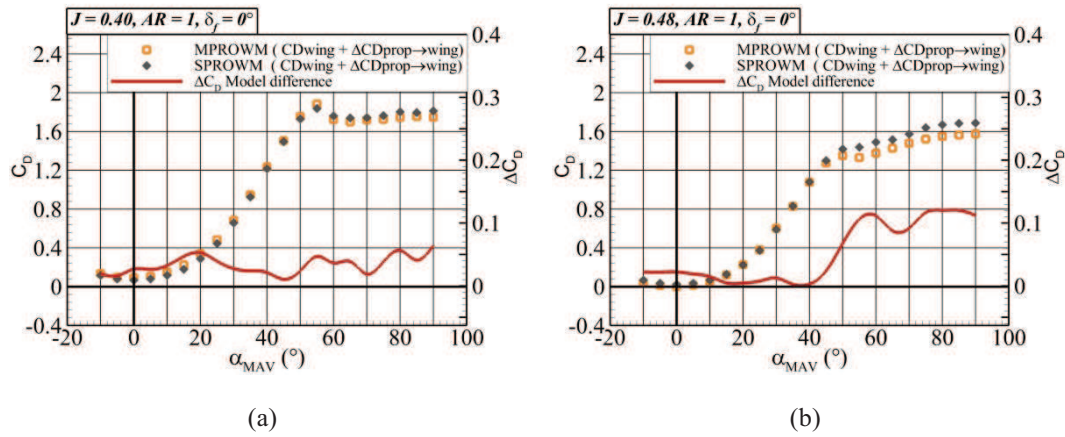 J = 0.40, AR = 1, δf = 0°
MPROWM ( CDwing + ΔCDprop→wing)
SPROWM ( CDwing + ΔCDprop→wing)
ΔCD Model difference
CD
2.4
2
1.6
1.2
0.8
0.4
0
-0.4
0.4
0.3
0.2
0.1
0
ΔCD
-20 0 20 40 60 80 100
αMAV (°)
(a)
J = 0.48, AR = 1, δf = 0°
MPROWM ( CDwing + ΔCDprop→wing)
SPROWM ( CDwing + ΔCDprop→wing)
ΔCD Model difference
CD
2.4
2
1.6
1.2
0.8
0.4
0
-0.4
0.4
0.3
0.2
0.1
0
ΔCD
-20 0 20 40 60 80 100
αMAV (°)
(b)